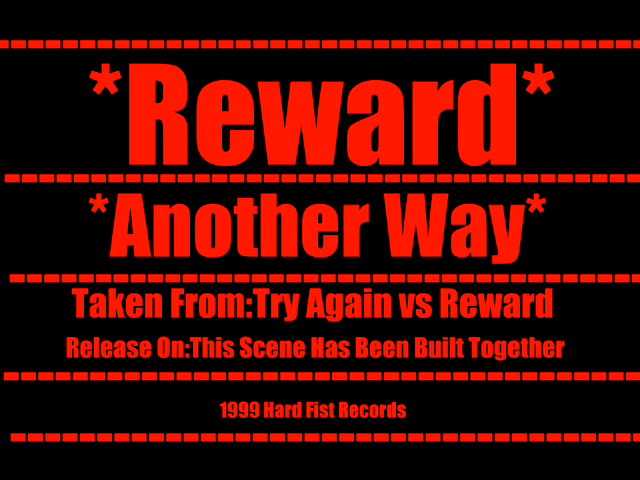 *Reward*
*Another Way*
Taken From:Try Again vs Reward
Release On:This Scene Has Been Built Together
1999 Hard Fist Records